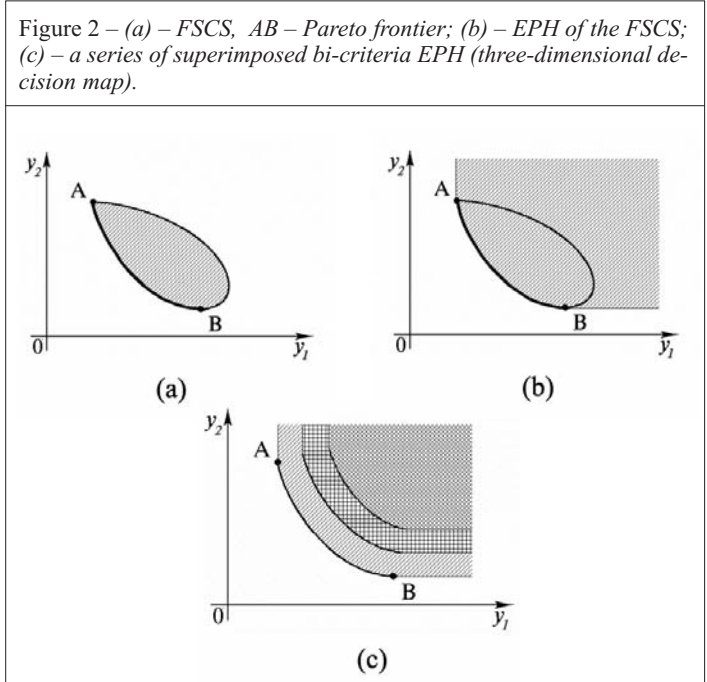 Figure 2 – (a) – FSCS, AB – Pareto frontier; (b) – EPH of the FSCS;
(c) – a series of superimposed bi-criteria EPH (three-dimensional de-
cision map).
y2
A
B
0
y1
(a)
y2
A
B
0
y1
(b)
y2
A
B
0
y1
(c)